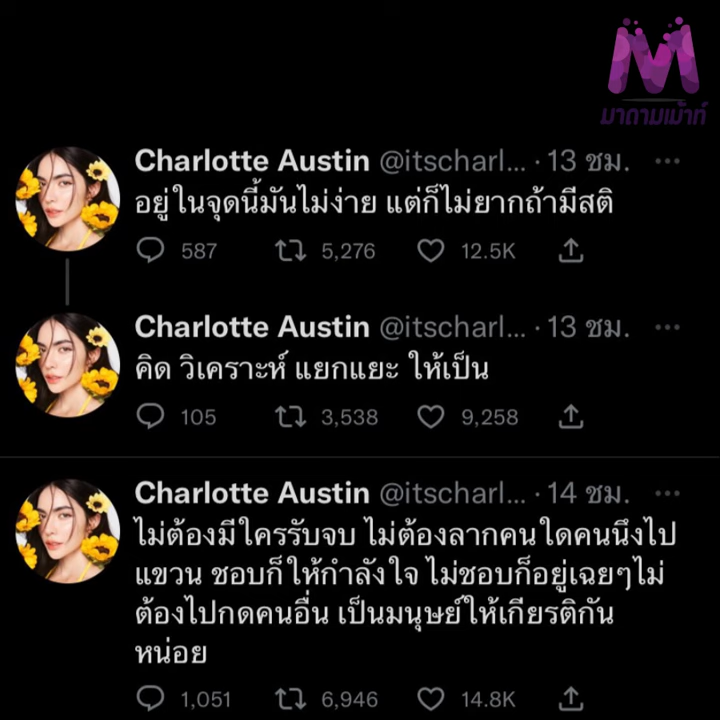 M
มาดามเม้าท์
Charlotte Austin @itscharl... · 13 ชม.
อยู่ในจุดนี้มันไม่ง่าย แต่ก็ไม่ยากถ้ามีสติ
587 5,276 12.5K
Charlotte Austin @itscharl... · 13 ชม.
คิด วิเคราะห์ แยกแยะ ให้เป็น
105 3,538 9,258
Charlotte Austin @itscharl... · 14 ชม.
ไม่ต้องมีใครรับจบ ไม่ต้องลากคนใดคนนึงไป
แขวน ชอบก็ให้กำลังใจ ไม่ชอบก็อยู่เฉยๆไม่
ต้องไปกดคนอื่น เป็นมนุษย์ให้เกียรติกัน
หน่อย
1,051 6,946 14.8K